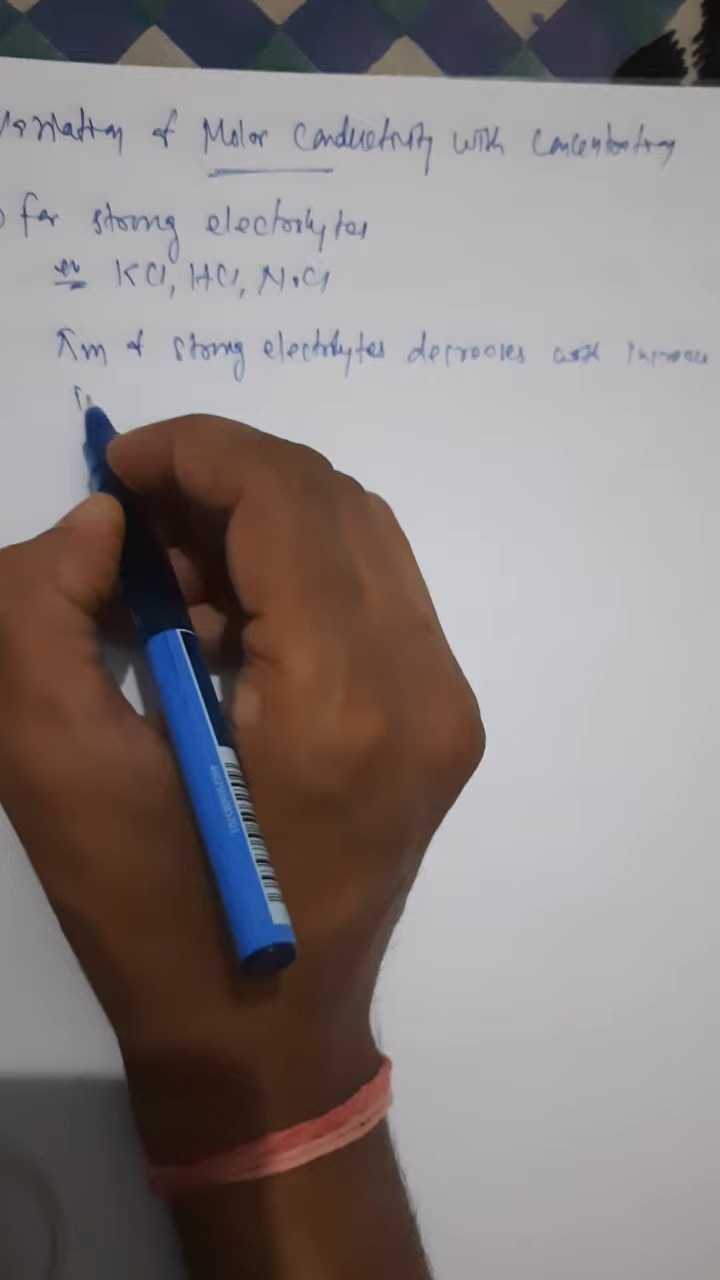 Variation of Molar Conductivity with Concentration
for strong electrolytes
ex KCl, HCl, NaCl
Λm of strong electrolytes decreases with increase